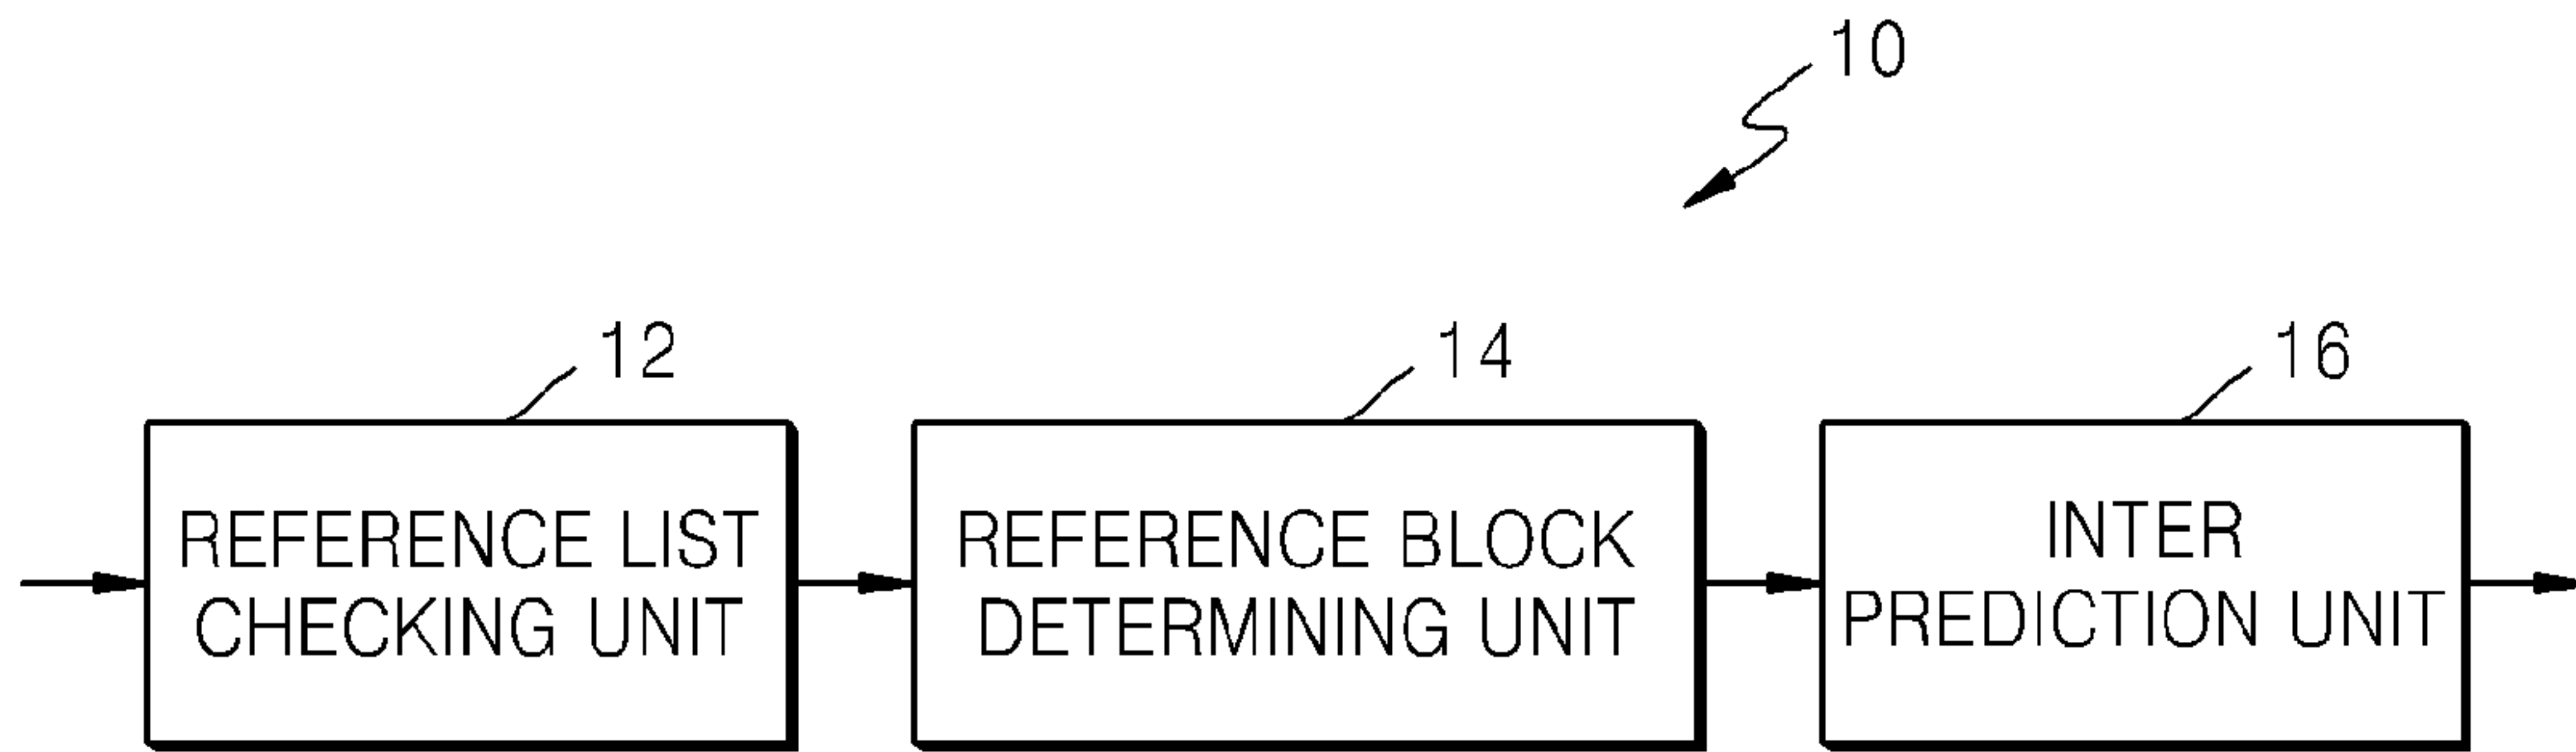 10
12
14
16
REFERENCE LIST
CHECKING UNIT
REFERENCE BLOCK
DETERMINING UNIT
INTER
PREDICTION UNIT